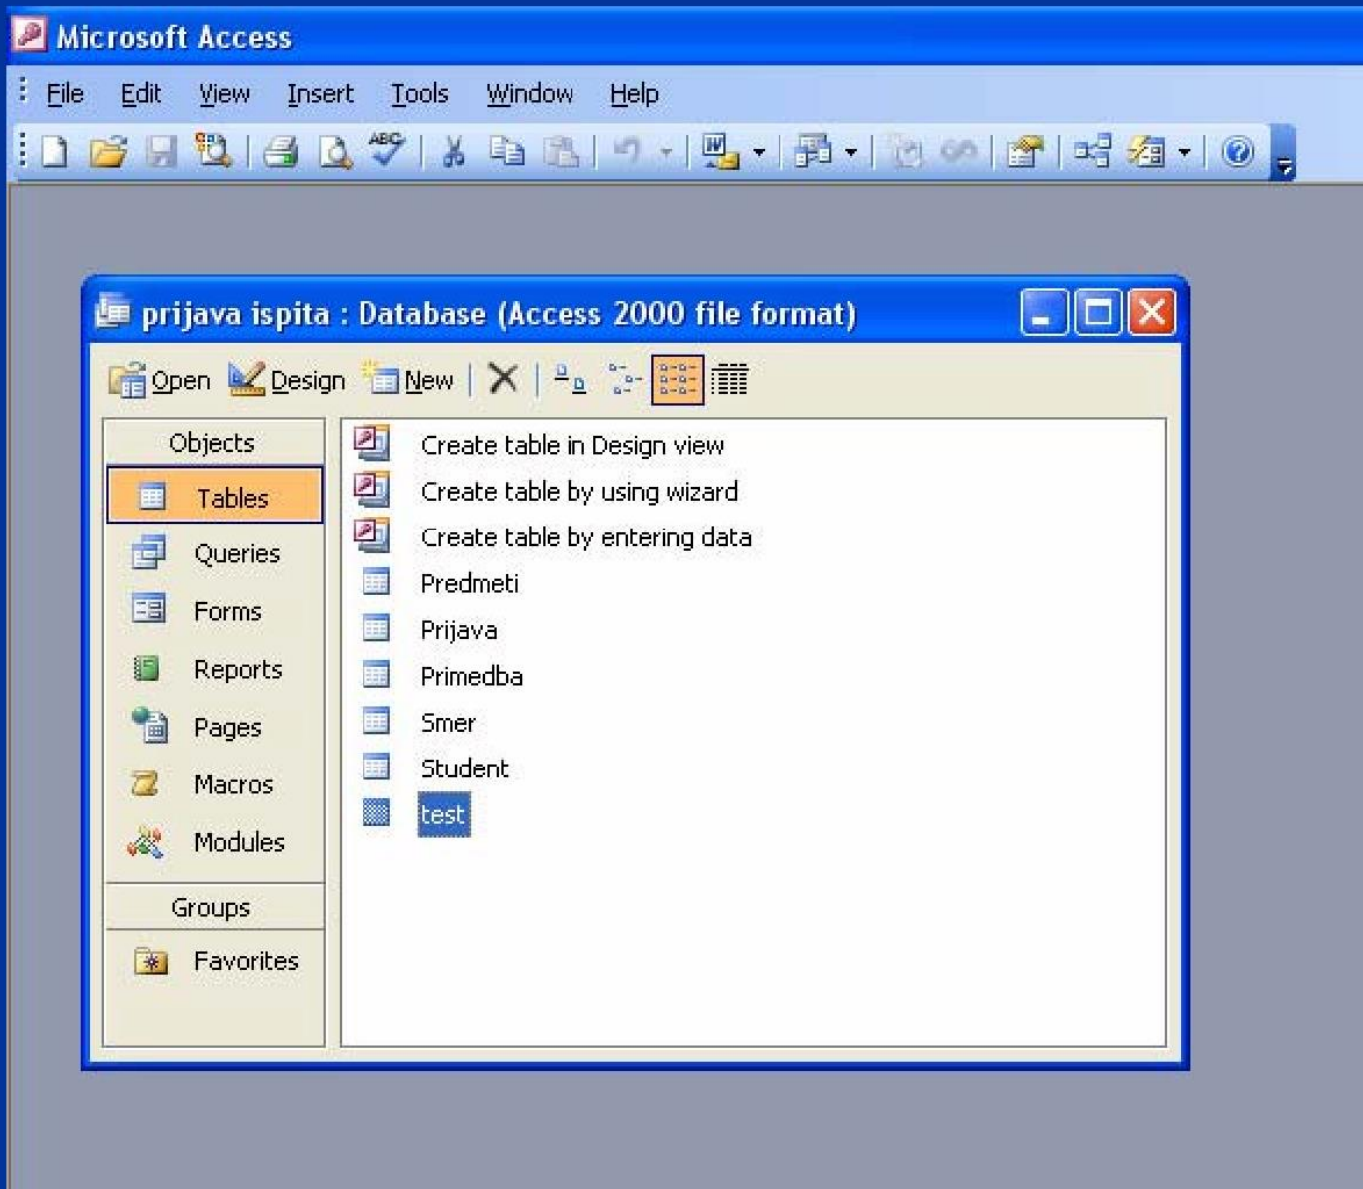 Microsoft Access
File Edit View Insert Tools Window Help
ABC W
prijava ispita : Database (Access 2000 file format)
Open Design New
Objects
Tables
Queries
Forms
Reports
Pages
Macros
Modules
Groups
Favorites
Create table in Design view
Create table by using wizard
Create table by entering data
Predmeti
Prijava
Primedba
Smer
Student
test